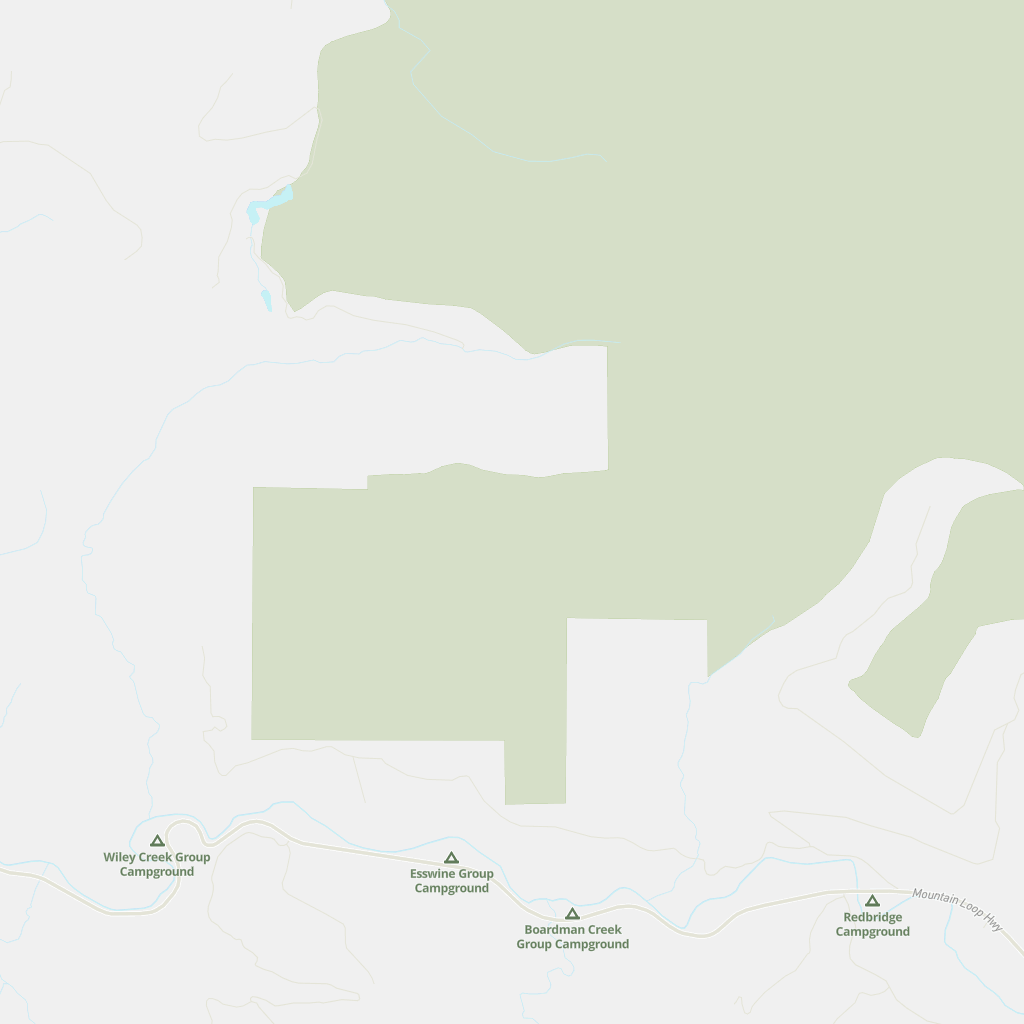 Wiley Creek Group
Campground
Esswine Group
Campground
Boardman Creek
Group Campground
Redbridge
Campground
Mountain Loop Hwy